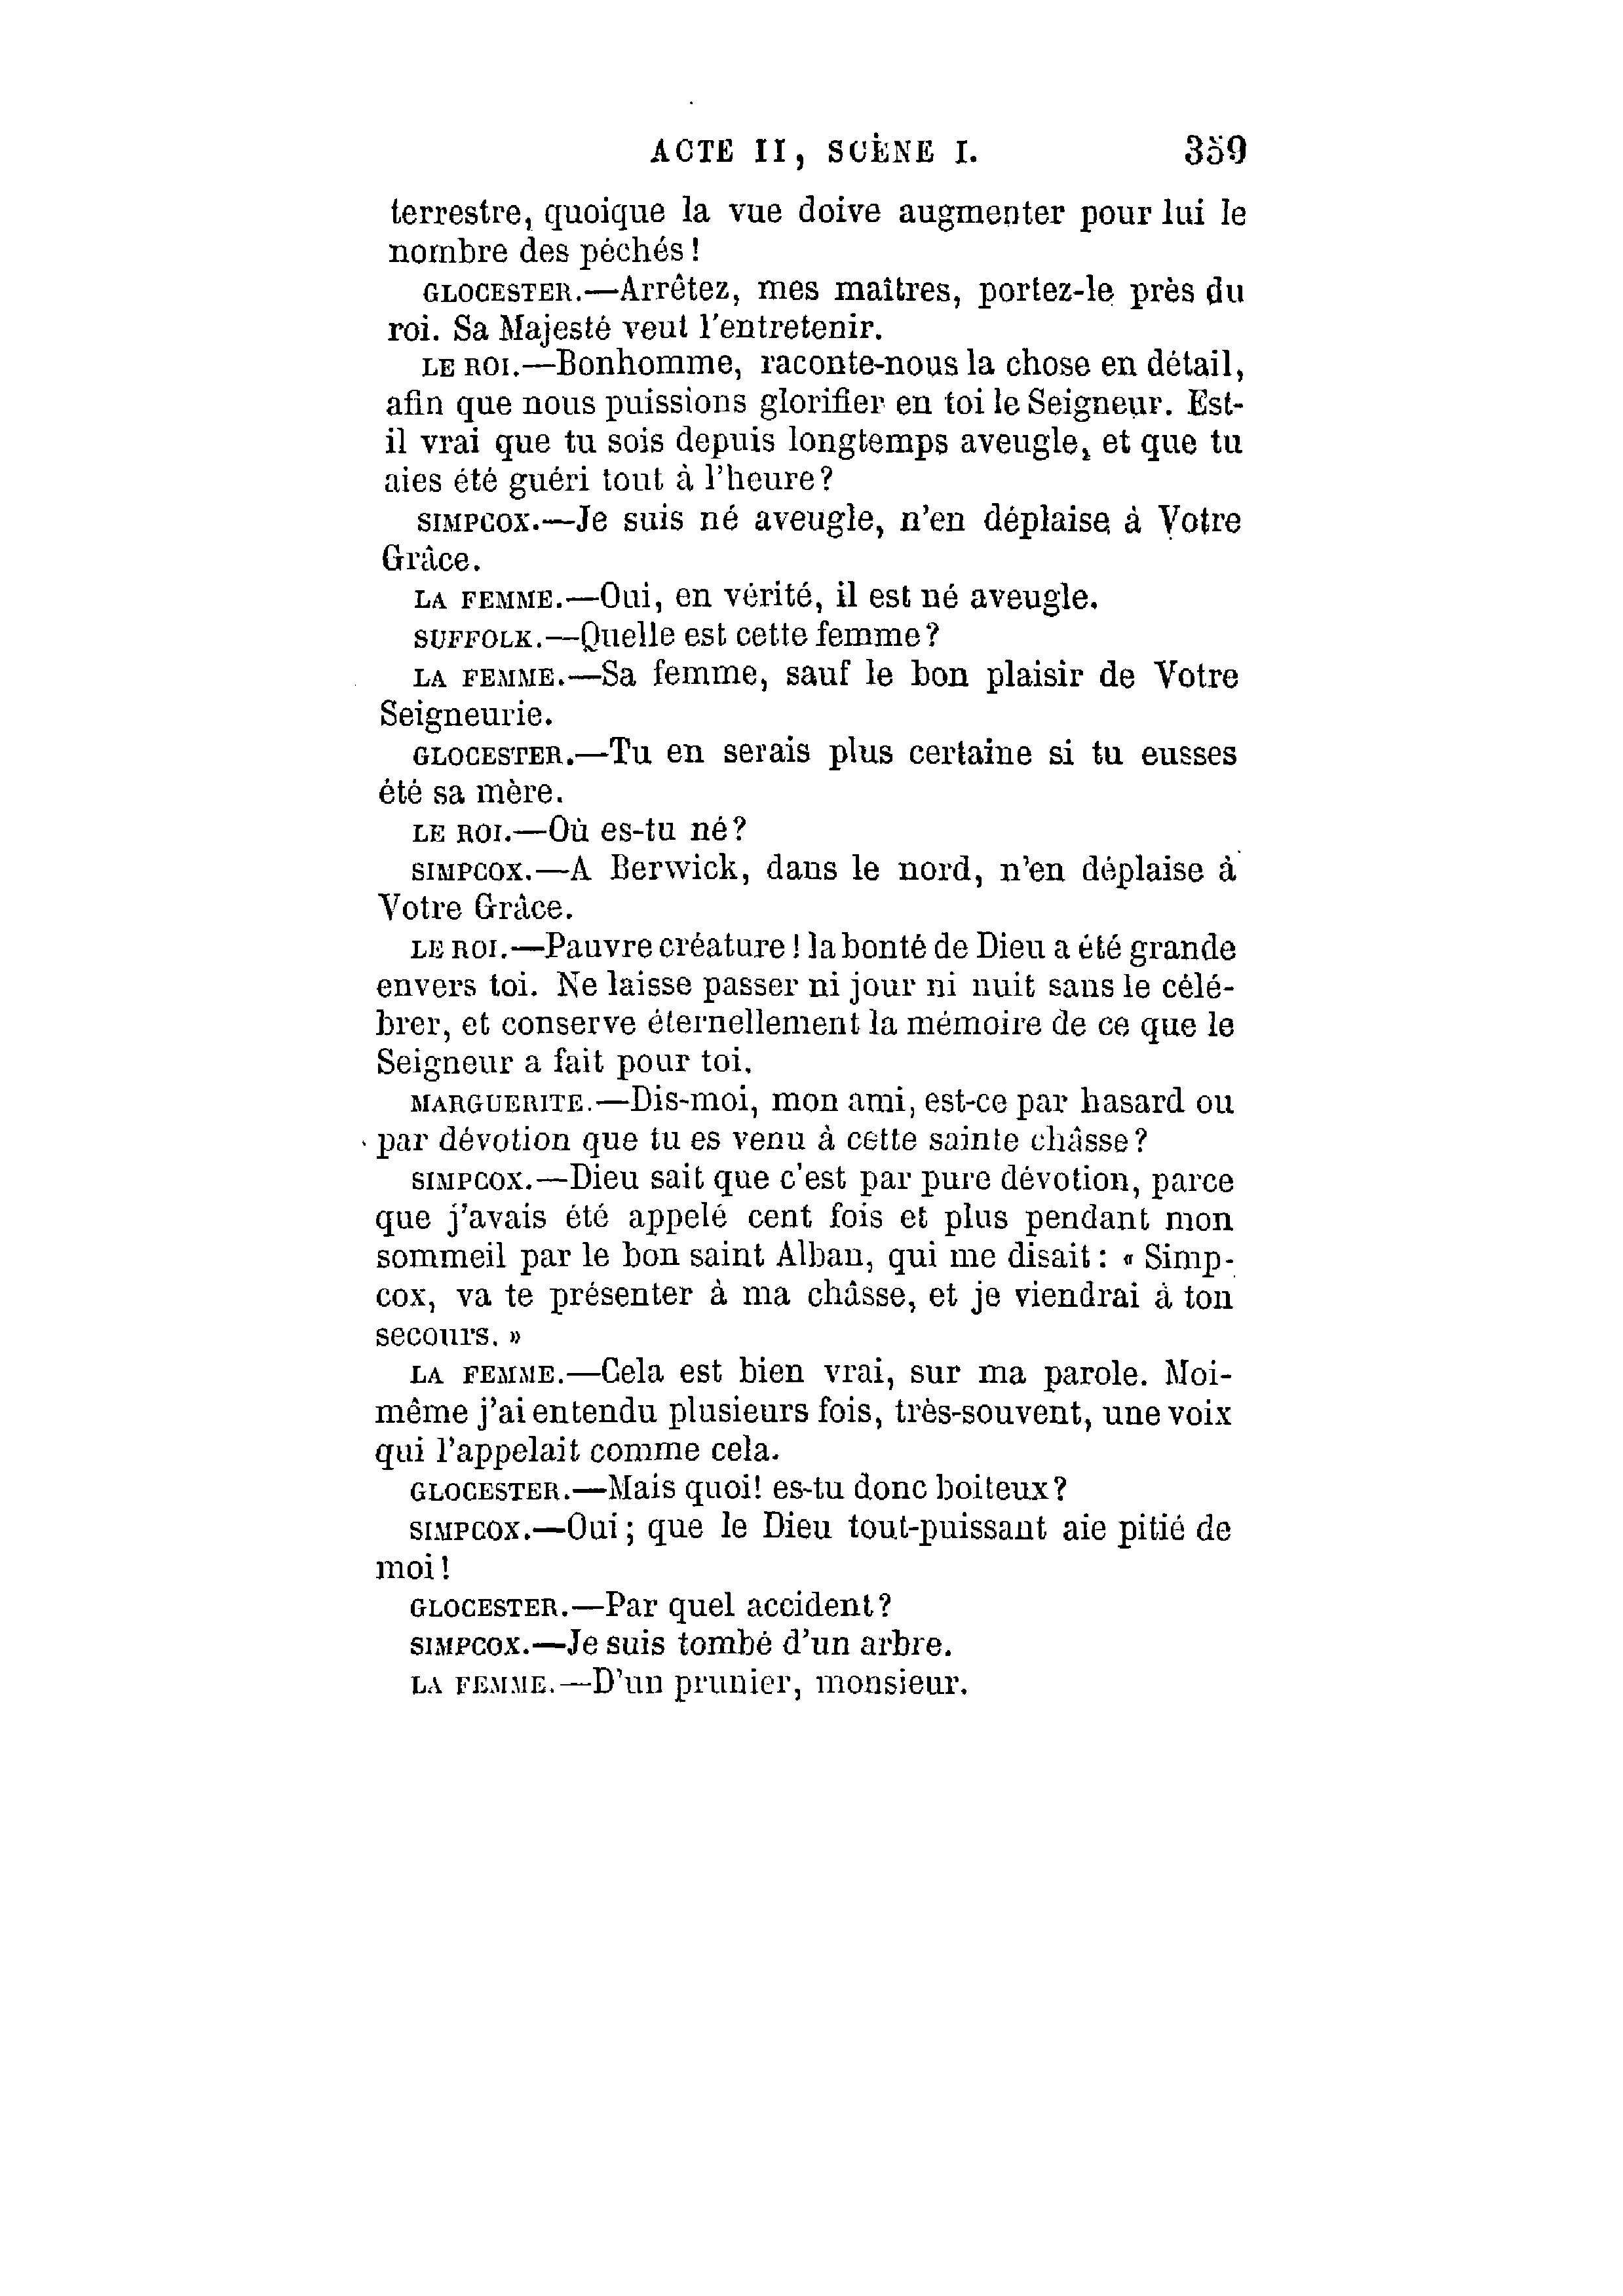 ACTE II, SCÈNE I. 359
terrestre, quoique la vue doive augmenter pour lui le
nombre des péchés !
GLOCESTER.—Arrêtez, mes maîtres, portez-le près du
roi. Sa Majesté veut l'entretenir.
LE ROI.—Bonhomme, raconte-nous la chose en détail,
afin que nous puissions glorifier en toi le Seigneur. Est-
il vrai que tu sois depuis longtemps aveugle, et que tu
aies été guéri tout à l'heure?
SIMPCOX.—Je suis né aveugle, n'en déplaise à Votre
Grâce.
LA FEMME.—Oui, en vérité, il est né aveugle.
SUFFOLK.—Quelle est cette femme?
LA FEMME.—Sa femme, sauf le bon plaisir de Votre
Seigneurie.
GLOCESTER.—Tu en serais plus certaine si tu eusses
été sa mère.
LE ROI.—Où es-tu né?
SIMPCOX.—A Berwick, dans le nord, n'en déplaise à
Votre Grâce.
LE ROI.—Pauvre créature ! la bonté de Dieu a été grande
envers toi. Ne laisse passer ni jour ni nuit sans le célé-
brer, et conserve éternellement la mémoire de ce que le
Seigneur a fait pour toi.
MARGUERITE.—Dis-moi, mon ami, est-ce par hasard ou
par dévotion que tu es venu à cette sainte châsse?
SIMPCOX.—Dieu sait que c'est par pure dévotion, parce
que j'avais été appelé cent fois et plus pendant mon
sommeil par le bon saint Alban, qui me disait : « Simp-
cox, va te présenter à ma châsse, et je viendrai à ton
secours. »
LA FEMME.—Cela est bien vrai, sur ma parole. Moi-
même j'ai entendu plusieurs fois, très-souvent, une voix
qui l'appelait comme cela.
GLOCESTER.—Mais quoi! es-tu donc boiteux?
SIMPCOX.—Oui ; que le Dieu tout-puissant aie pitié de
moi !
GLOCESTER.—Par quel accident?
SIMPCOX.—Je suis tombé d'un arbre.
LA FEMME.—D'un prunier, monsieur.